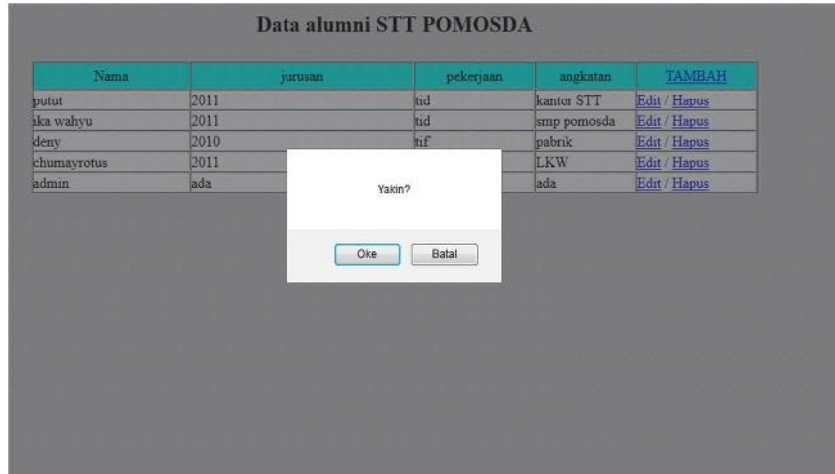 Data alumni STT POMOSDA
Nama jurusan pekerjaan angkatan TAMBAH
putut 2011 tid kantor STT Edit / Hapus
ika wahyu 2011 tid smp pomosda Edit / Hapus
deny 2010 tif pabrik Edit / Hapus
chumayrotus 2011 LKW Edit / Hapus
admin ada ada Edit / Hapus
Yakin?
Oke Batal